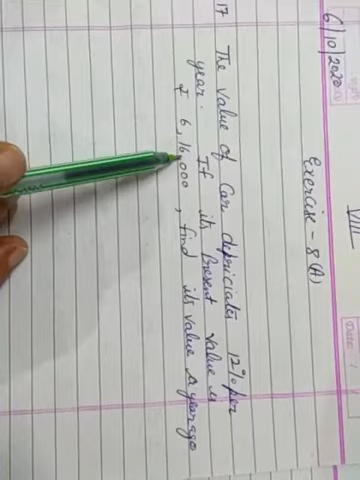 VIII
6/10/2020
Exercise - 8(A)
17 The value of Car depriciates 12% per
year. If its Present value is
₹ 6,16,000, find its value a year ago